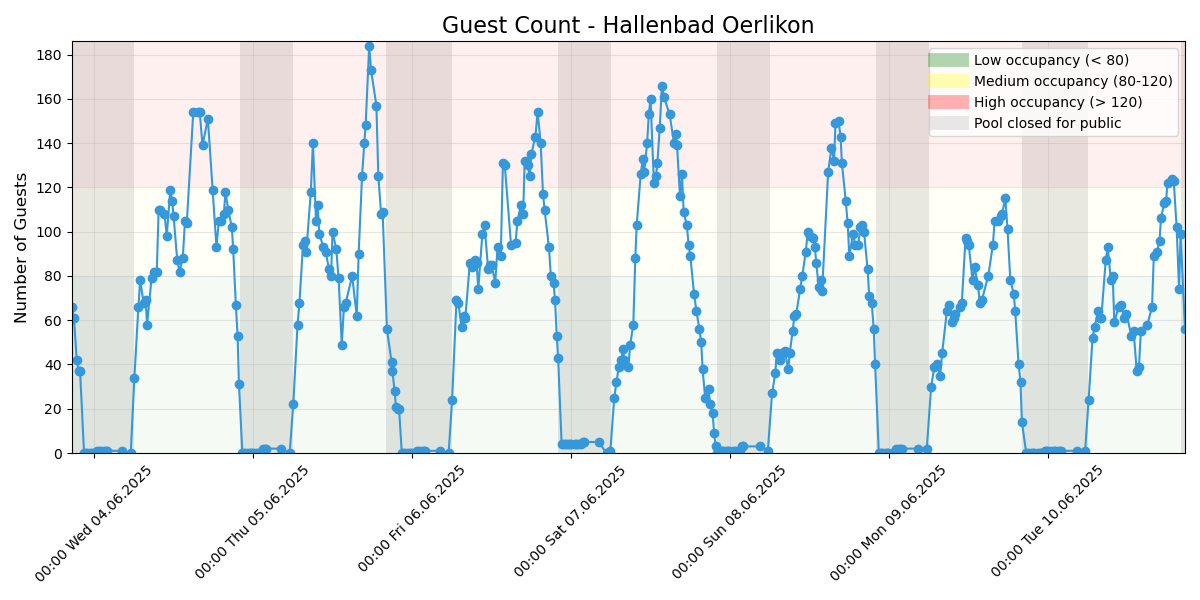 Guest Count - Hallenbad Oerlikon
Number of Guests
180
160
140
120
100
80
60
40
20
0
Low occupancy (< 80)
Medium occupancy (80-120)
High occupancy (> 120)
Pool closed for public
00:00 Wed 04.06.2025
00:00 Thu 05.06.2025
00:00 Fri 06.06.2025
00:00 Sat 07.06.2025
00:00 Sun 08.06.2025
00:00 Mon 09.06.2025
00:00 Tue 10.06.2025